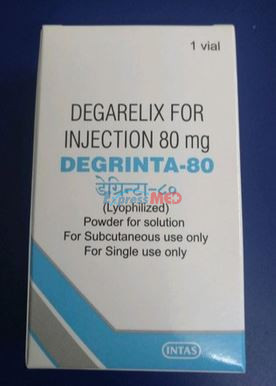 1 vial
DEGARELIX FOR
INJECTION 80 mg
DEGRINTA-80
डेग्रिन्टा-८०
ExpressMED
(Lyophilized)
Powder for solution
For Subcutaneous use only
For Single use only
INTAS